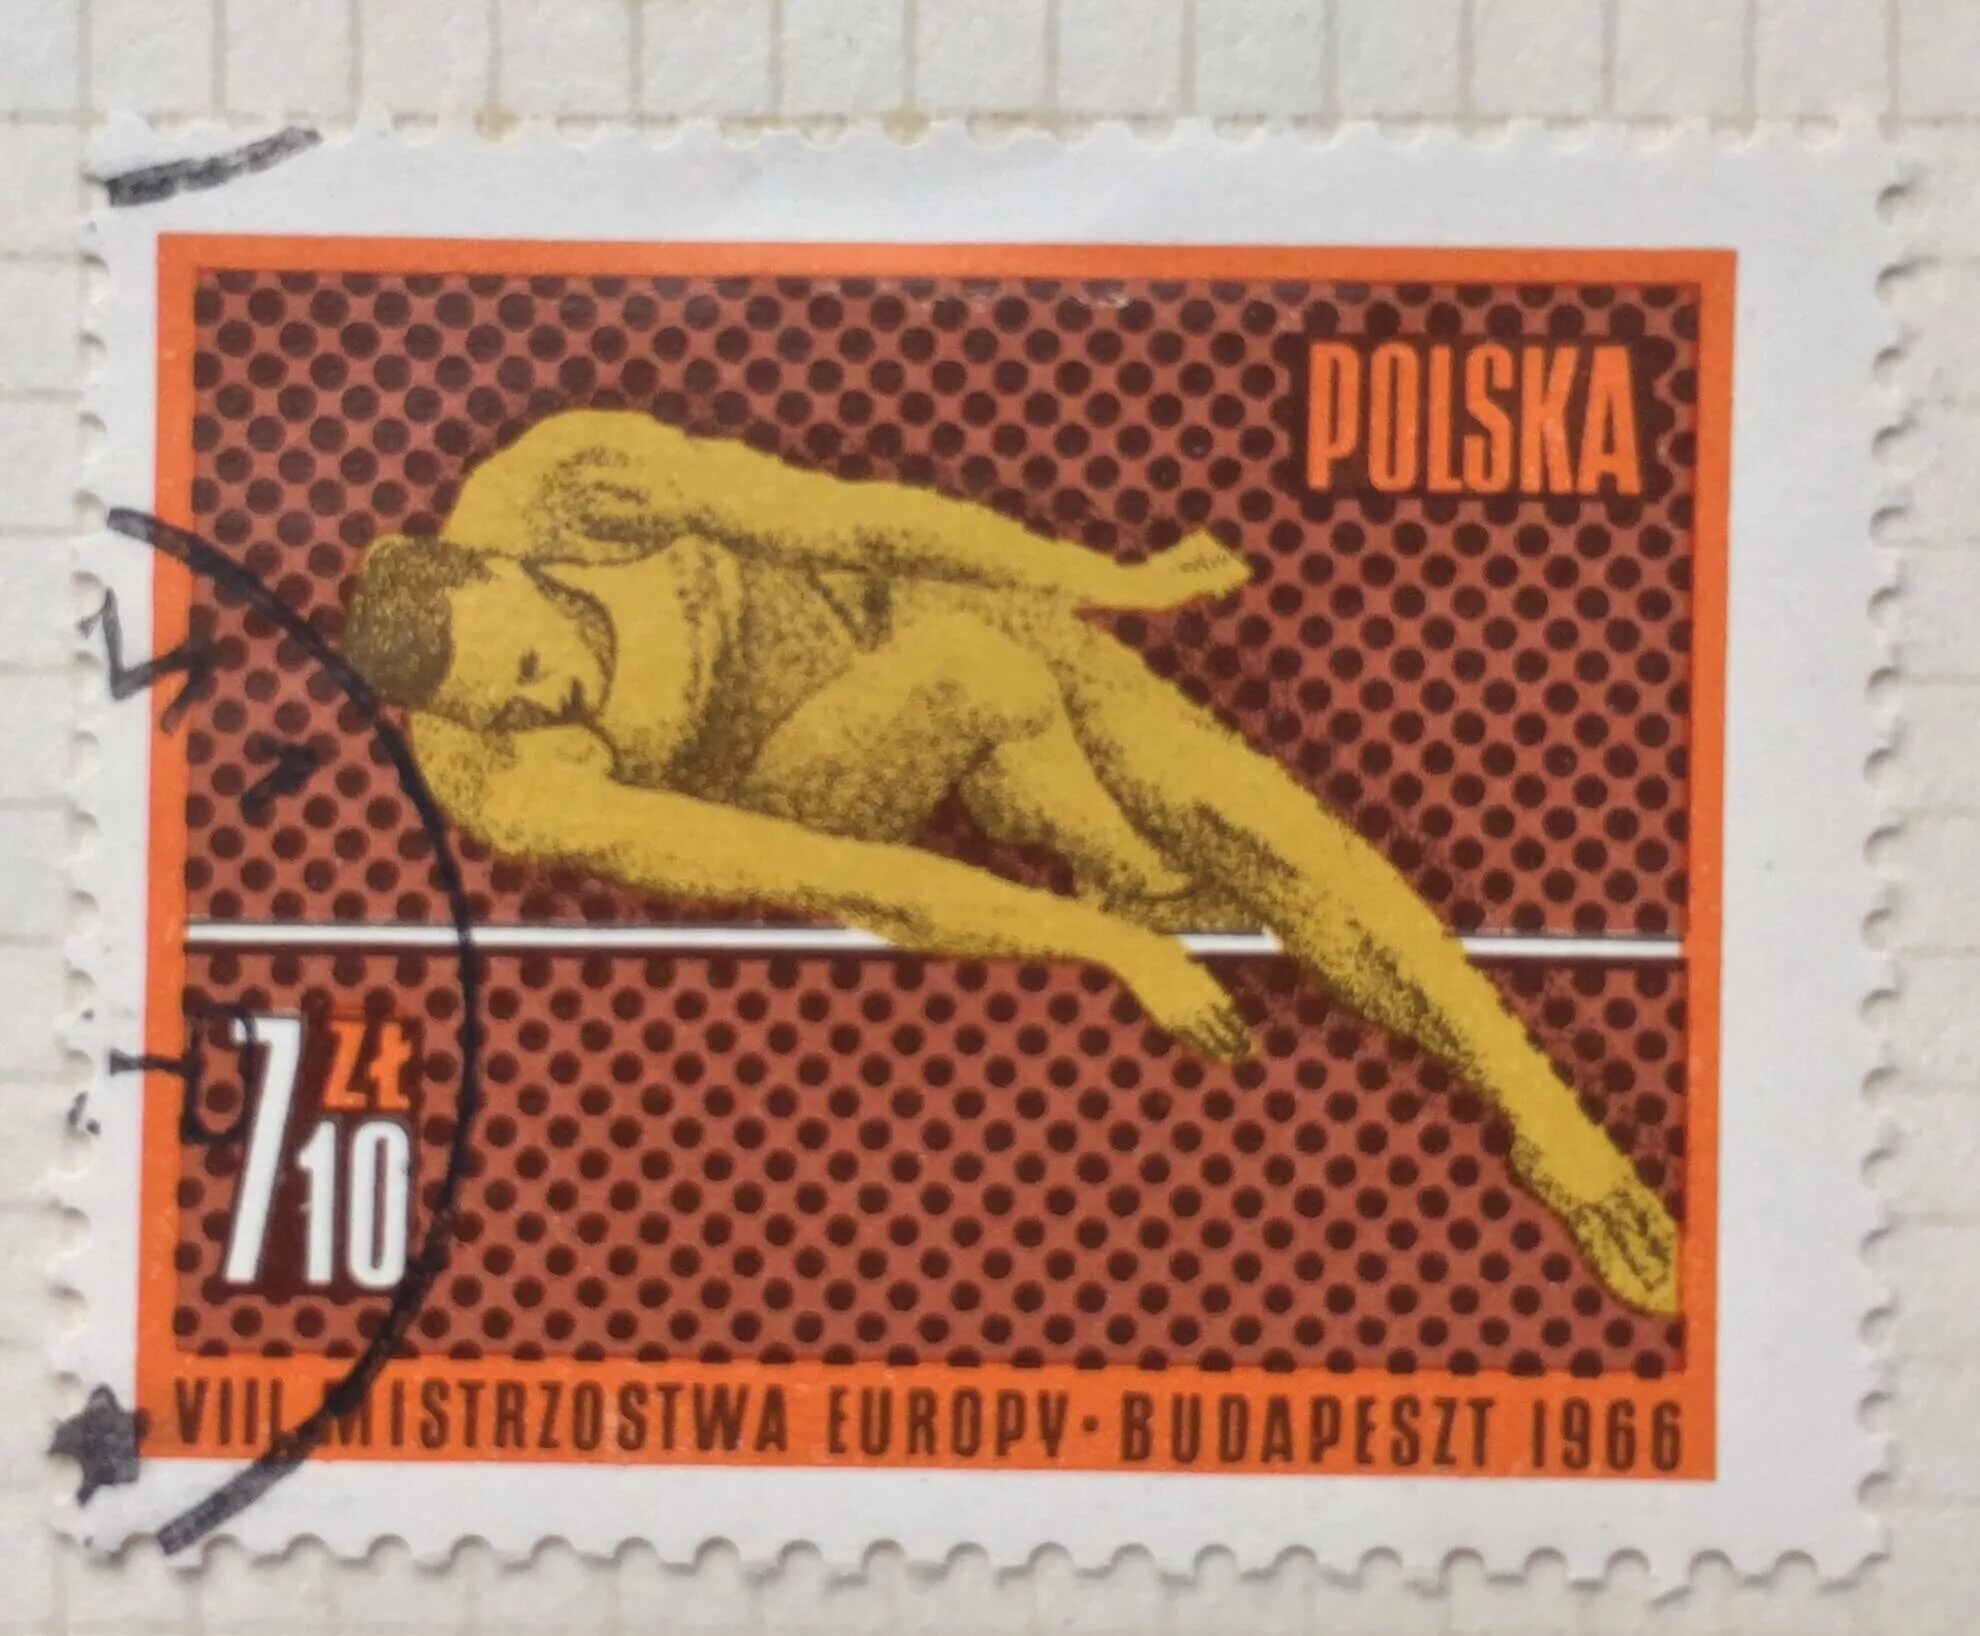 POLSKA
7 ZŁ
10
VIII MISTRZOSTWA EUROPY · BUDAPESZT 1966